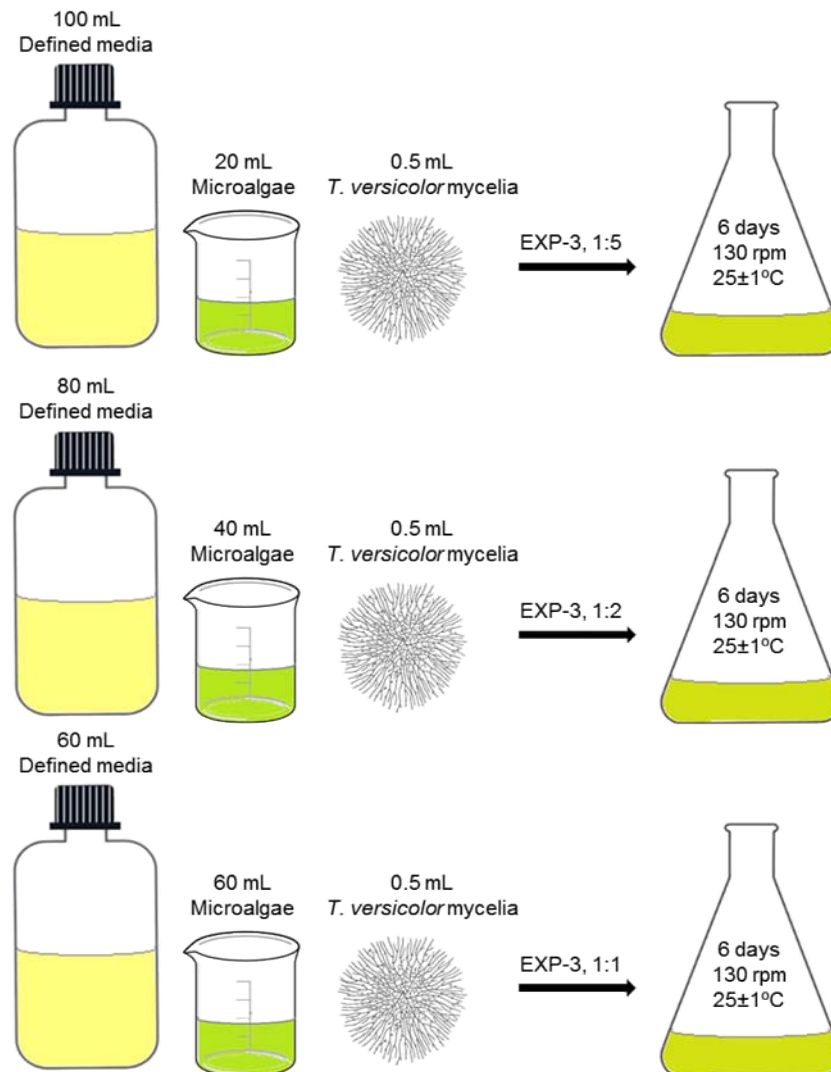 100 mL
Defined media
20 mL
Microalgae
0.5 mL
T. versicolor mycelia
EXP-3, 1:5
6 days
130 rpm
25±1ºC
80 mL
Defined media
40 mL
Microalgae
0.5 mL
T. versicolor mycelia
EXP-3, 1:2
6 days
130 rpm
25±1ºC
60 mL
Defined media
60 mL
Microalgae
0.5 mL
T. versicolor mycelia
EXP-3, 1:1
6 days
130 rpm
25±1ºC